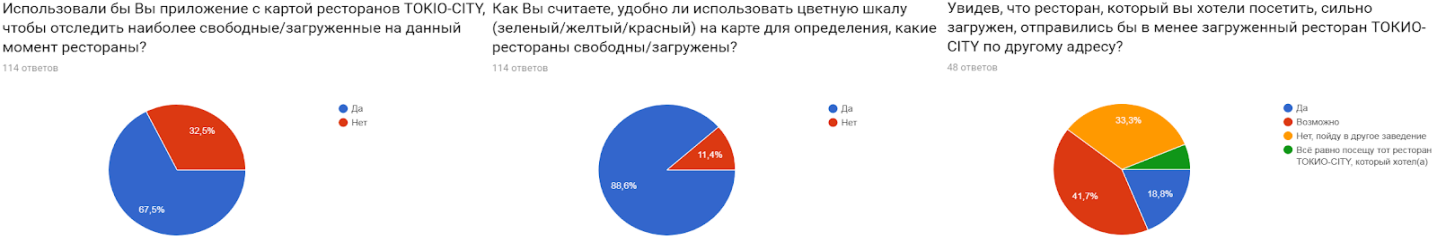 Использовали бы Вы приложение с картой ресторанов TOKIO-CITY,
чтобы отследить наиболее свободные/загруженные на данный
момент рестораны?
114 ответов
Да
Нет
32,5%
67,5%
Как Вы считаете, удобно ли использовать цветную шкалу
(зеленый/желтый/красный) на карте для определения, какие
рестораны свободны/загружены?
114 ответов
Да
Нет
11,4%
88,6%
Увидев, что ресторан, который вы хотели посетить, сильно
загружен, отправились бы в менее загруженный ресторан ТОКИО-
CITY по другому адресу?
48 ответов
Да
Возможно
Нет, пойду в другое заведение
Всё равно посещу тот ресторан
ТОКИО-CITY, который хотел(а)
33,3%
41,7%
18,8%